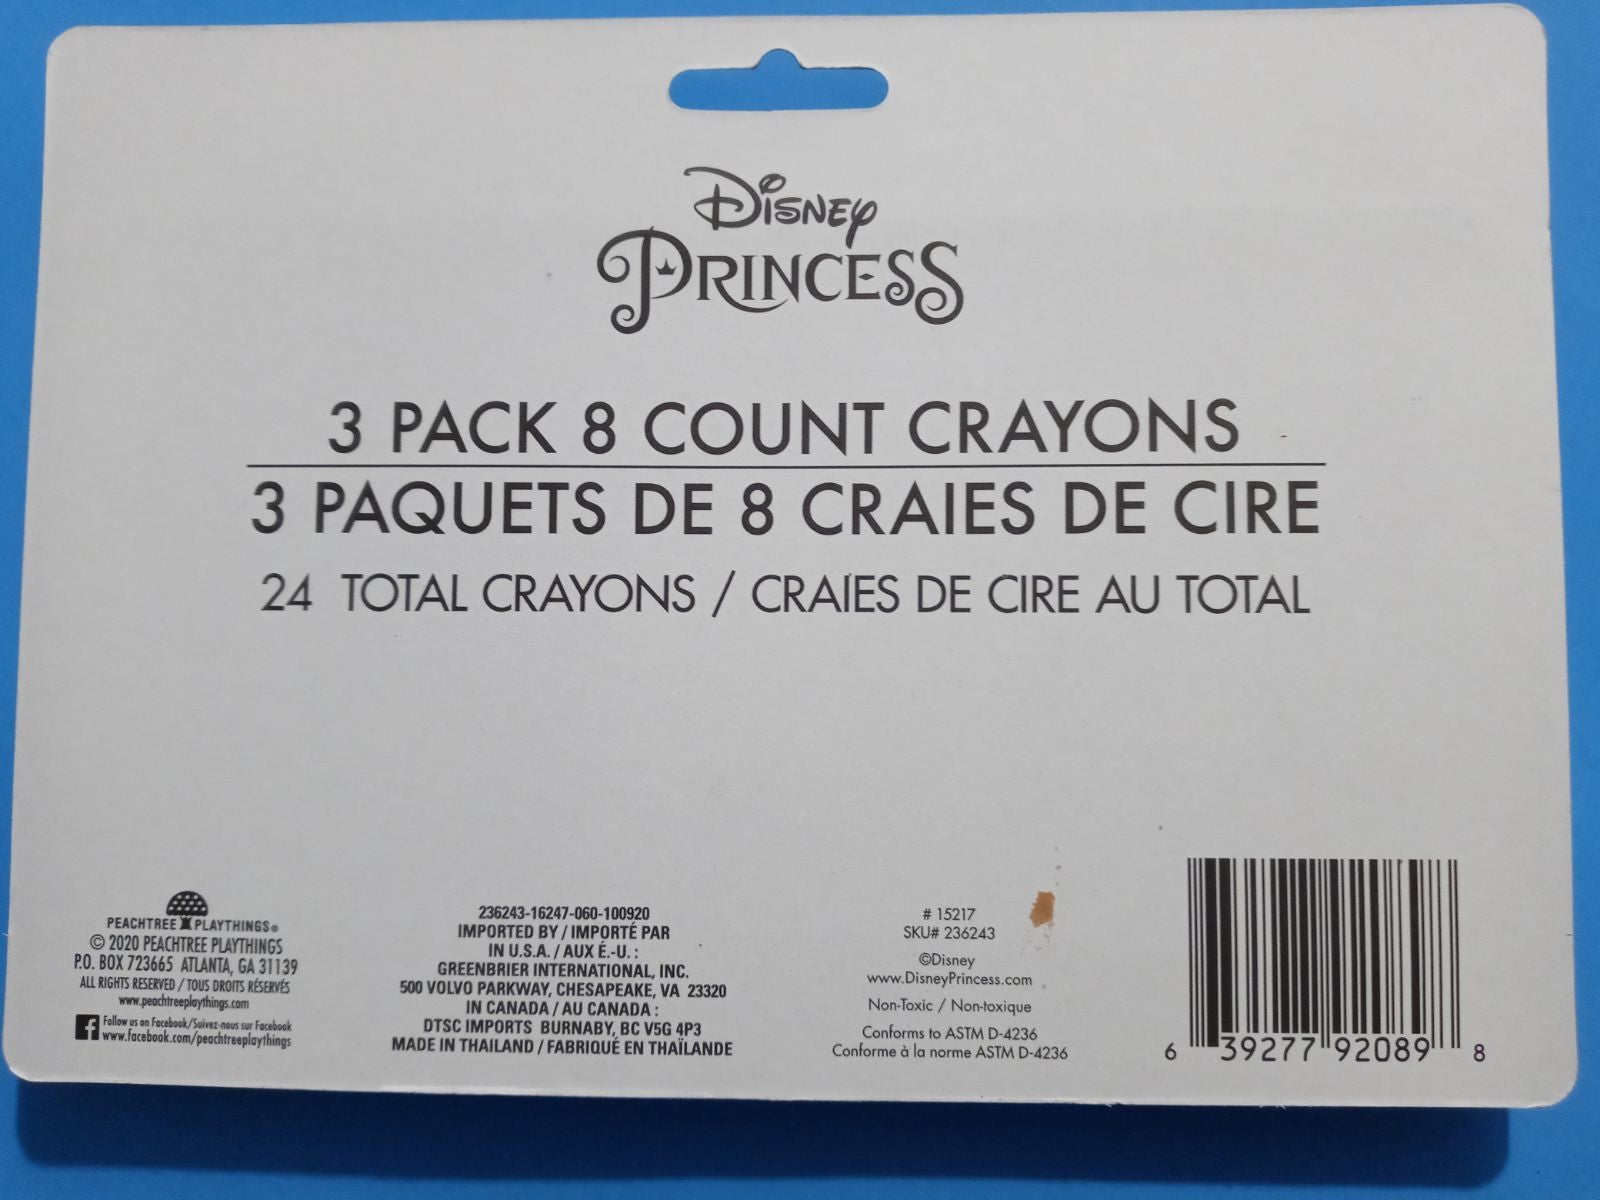 Disney
PRINCESS
3 PACK 8 COUNT CRAYONS
3 PAQUETS DE 8 CRAIES DE CIRE
24 TOTAL CRAYONS / CRAIES DE CIRE AU TOTAL
PEACHTREE PLAYTHINGS®
© 2020 PEACHTREE PLAYTHINGS
P.O. BOX 723665 ATLANTA, GA 31139
ALL RIGHTS RESERVED / TOUS DROITS RÉSERVÉS
www.peachtreeplaythings.com
Follow us on Facebook/Suivez-nous sur Facebook
www.facebook.com/peachtreeplaythings
236243-16247-060-100920
IMPORTED BY / IMPORTÉ PAR
IN U.S.A. / AUX É.-U. :
GREENBRIER INTERNATIONAL, INC.
500 VOLVO PARKWAY, CHESAPEAKE, VA 23320
IN CANADA / AU CANADA :
DTSC IMPORTS BURNABY, BC V5G 4P3
MADE IN THAILAND / FABRIQUÉ EN THAÏLANDE
# 15217
SKU# 236243
©Disney
www.DisneyPrincess.com
Non-Toxic / Non-toxique
Conforms to ASTM D-4236
Conforme à la norme ASTM D-4236
6 39277 92089 8